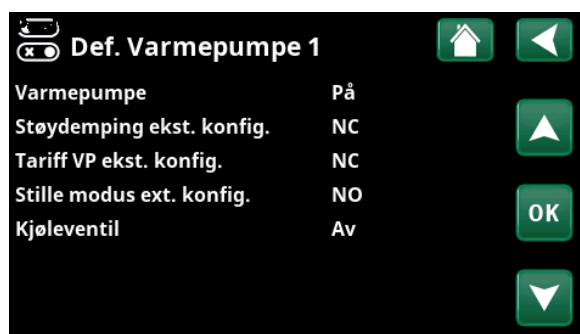 Def. Varmepumpe 1
Varmepumpe På
Støydemping ekst. konfig. NC
Tariff VP ekst. konfig. NC
Stille modus ext. konfig. NO
Kjøleventil Av
OK